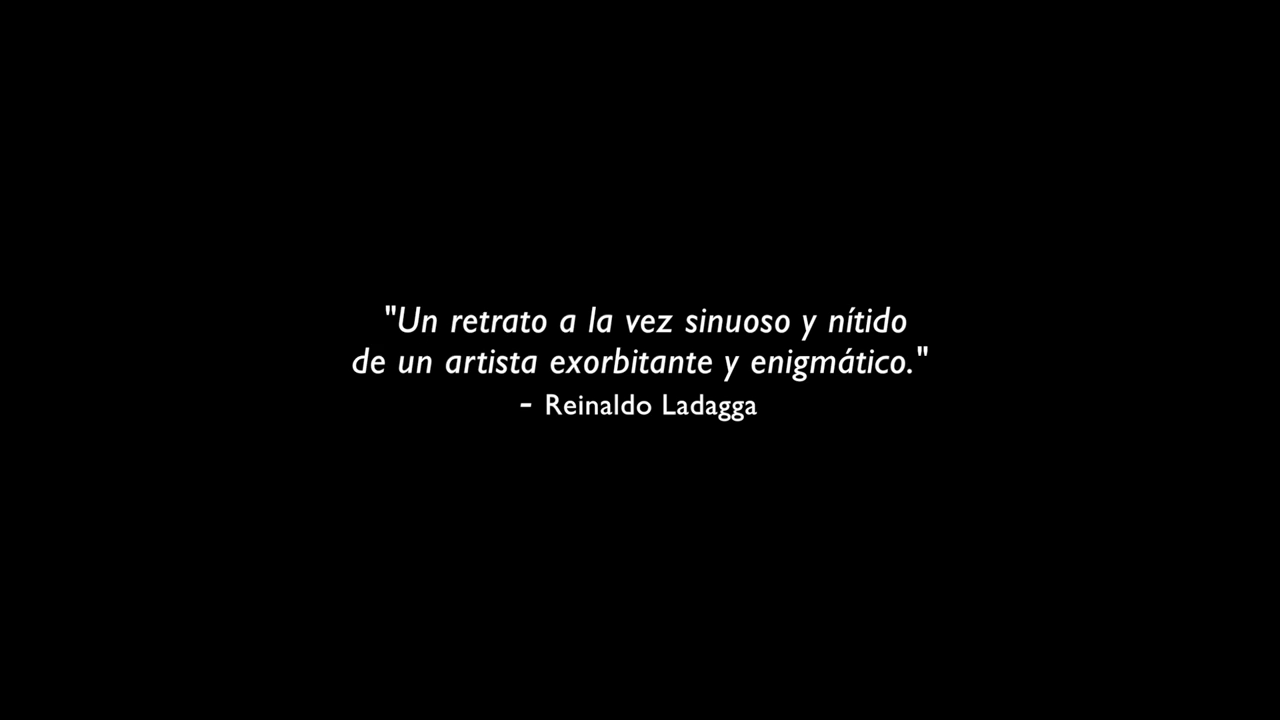 "Un retrato a la vez sinuoso y nítido
de un artista exorbitante y enigmático."
- Reinaldo Ladagga